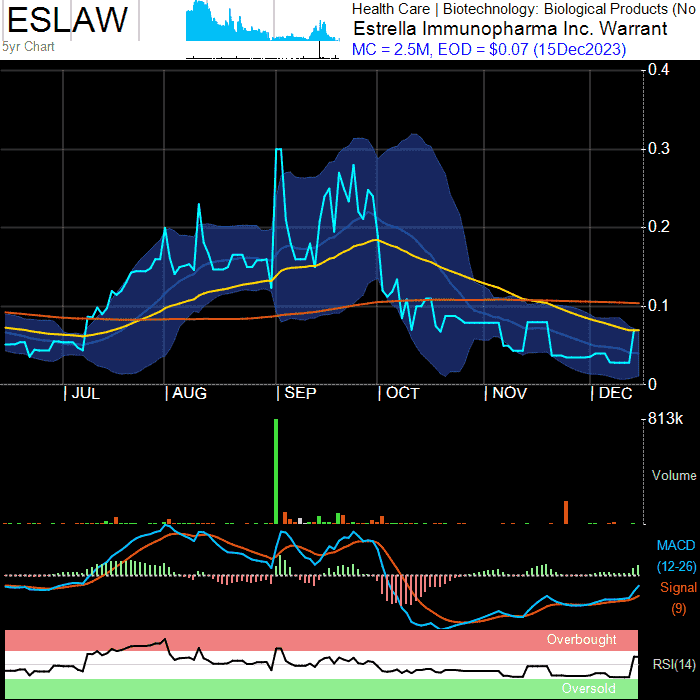 ESLAW
5yr Chart
Health Care | Biotechnology: Biological Products (No
Estrella Immunopharma Inc. Warrant
MC = 2.5M, EOD = $0.07 (15Dec2023)
0.4
0.3
0.2
0.1
0
| JUL | AUG | SEP | OCT | NOV | DEC
813k
Volume
MACD
(12-26)
Signal
(9)
Overbought
RSI(14)
Oversold